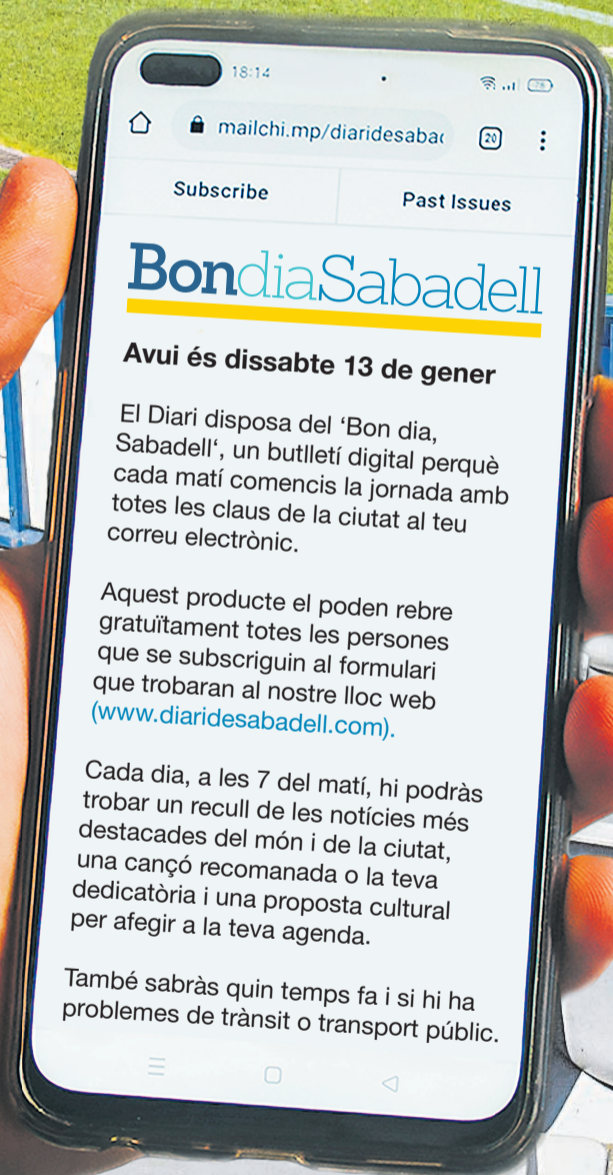 18:14
78
mailchi.mp/diaridesabad
20
Subscribe
Past Issues
BondiaSabadell
Avui és dissabte 13 de gener
El Diari disposa del ‘Bon dia,
Sabadell‘, un butlletí digital perquè
cada matí comencis la jornada amb
totes les claus de la ciutat al teu
correu electrònic.
Aquest producte el poden rebre
gratuïtament totes les persones
que se subscriguin al formulari
que trobaran al nostre lloc web
(www.diaridesabadell.com).
Cada dia, a les 7 del matí, hi podràs
trobar un recull de les notícies més
destacades del món i de la ciutat,
una cançó recomanada o la teva
dedicatòria i una proposta cultural
per afegir a la teva agenda.
També sabràs quin temps fa i si hi ha
problemes de trànsit o transport públic.